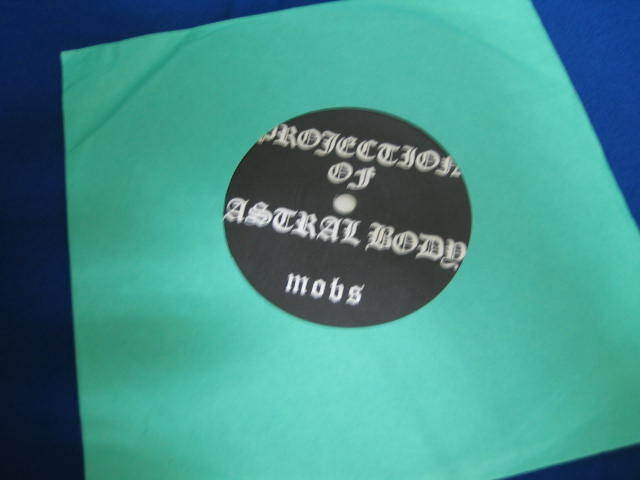 PROJECTION
OF
ASTRAL BODY
mobs